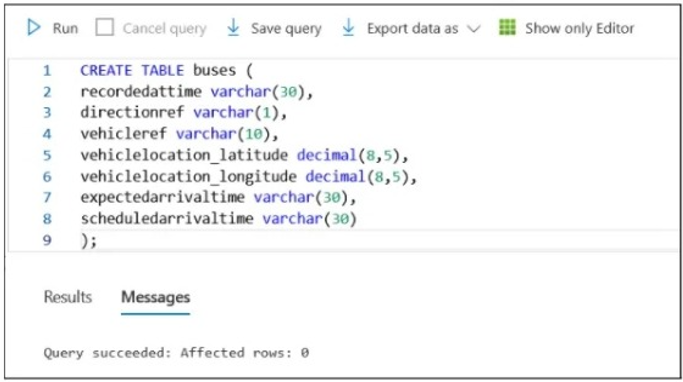 Run Cancel query Save query Export data as Show only Editor
1 CREATE TABLE buses (
2 recordedattime varchar(30),
3 directionref varchar(1),
4 vehicleref varchar(10),
5 vehiclelocation_latitude decimal(8,5),
6 vehiclelocation_longitude decimal(8,5),
7 expectedarrivaltime varchar(30),
8 scheduledarrivaltime varchar(30)
9 );
Results Messages
Query succeeded: Affected rows: 0